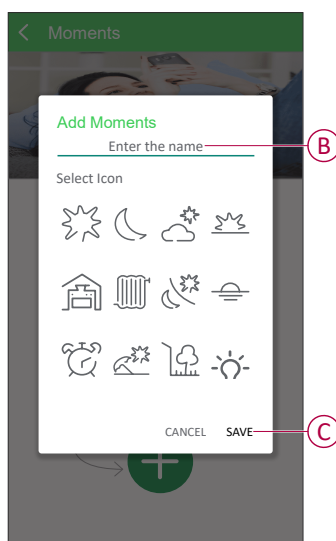 Moments
Add Moments
Enter the name
B
Select Icon
CANCEL SAVE
C